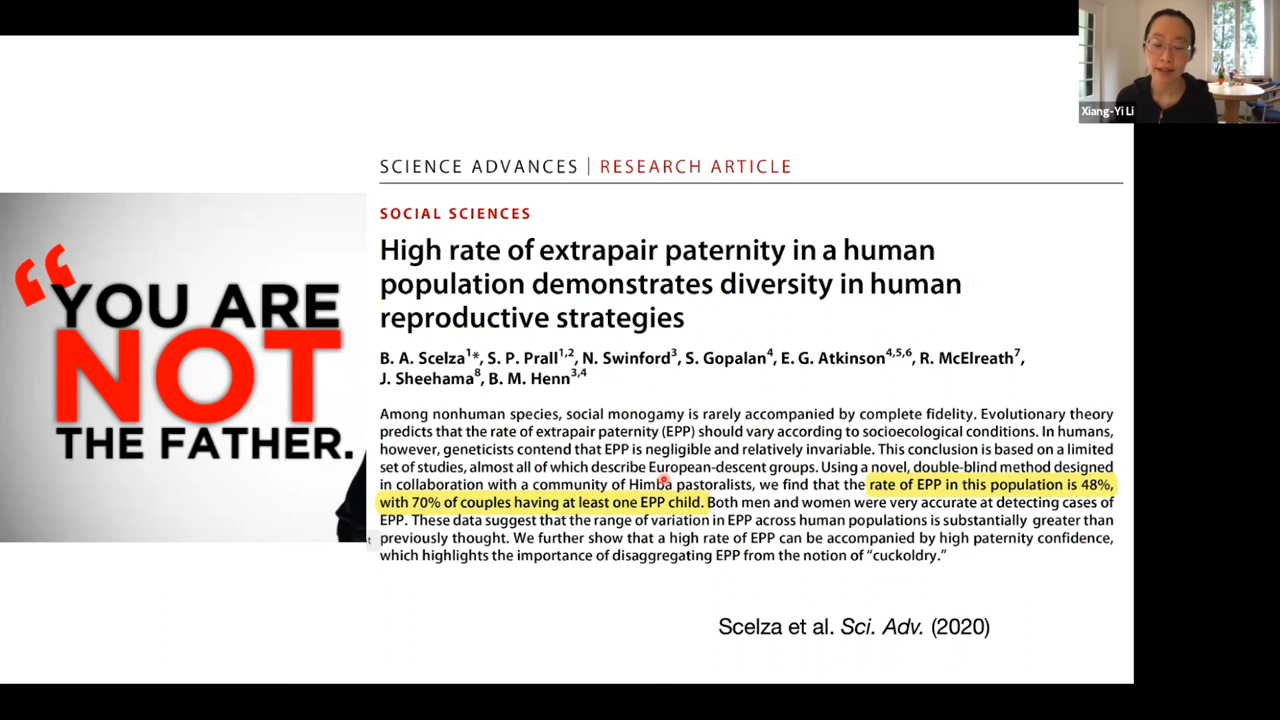 Xiang-Yi Li
SCIENCE ADVANCES | RESEARCH ARTICLE
SOCIAL SCIENCES
High rate of extrapair paternity in a human
population demonstrates diversity in human
reproductive strategies
B. A. Scelza1*, S. P. Prall1,2, N. Swinford3, S. Gopalan4, E. G. Atkinson4,5,6, R. McElreath7,
J. Sheehama8, B. M. Henn3,4
Among nonhuman species, social monogamy is rarely accompanied by complete fidelity. Evolutionary theory
predicts that the rate of extrapair paternity (EPP) should vary according to socioecological conditions. In humans,
however, geneticists contend that EPP is negligible and relatively invariable. This conclusion is based on a limited
set of studies, almost all of which describe European-descent groups. Using a novel, double-blind method designed
in collaboration with a community of Himba pastoralists, we find that the rate of EPP in this population is 48%,
with 70% of couples having at least one EPP child. Both men and women were very accurate at detecting cases of
EPP. These data suggest that the range of variation in EPP across human populations is substantially greater than
previously thought. We further show that a high rate of EPP can be accompanied by high paternity confidence,
which highlights the importance of disaggregating EPP from the notion of “cuckoldry.”
“YOU ARE
NOT
THE FATHER.
t
Scelza et al. Sci. Adv. (2020)